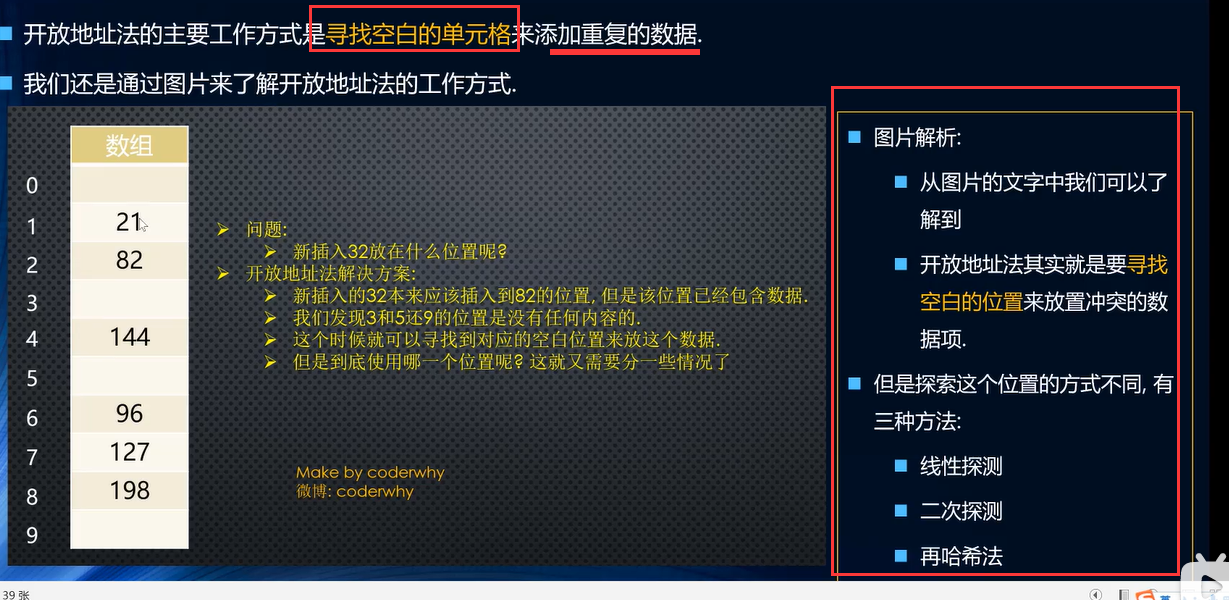 开放地址法的主要工作方式是寻找空白的单元格来添加重复的数据.
我们还是通过图片来了解开放地址法的工作方式.
数组
0
1 21
2 82
3
4 144
5
6 96
7 127
8 198
9
问题:
新插入32放在什么位置呢?
开放地址法解决方案:
新插入的32本来应该插入到82的位置, 但是该位置已经包含数据.
我们发现3和5还9的位置是没有任何内容的.
这个时候就可以寻找到对应的空白位置来放这个数据.
但是到底使用哪一个位置呢? 这就又需要分一些情况了
Make by coderwhy
微博: coderwhy
图片解析:
从图片的文字中我们可以了
解到
开放地址法其实就是要寻找
空白的位置来放置冲突的数
据项.
但是探索这个位置的方式不同, 有
三种方法:
线性探测
二次探测
再哈希法
39 张
英